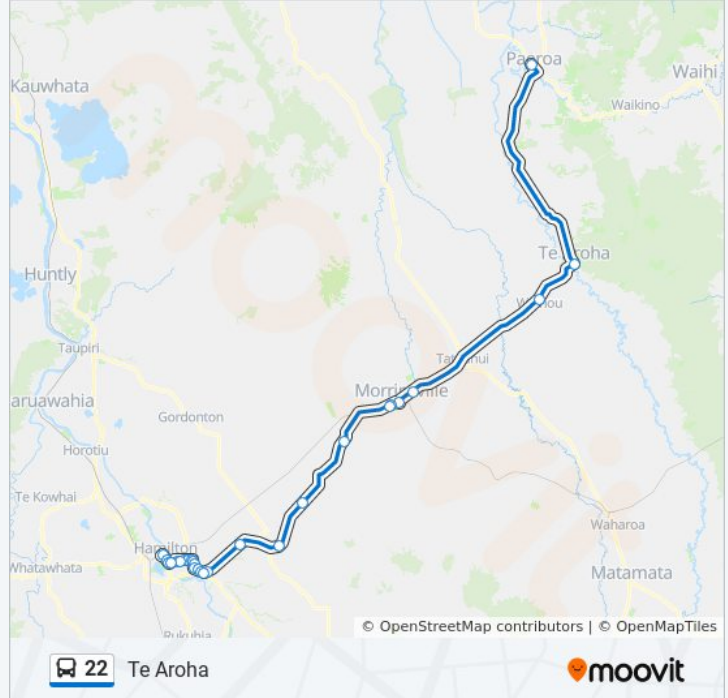 Paeroa
Kauwhata
Waihi
Waikino
Te Aroha
Huntly
Taupiri
Morrinsville
aruawahia
Gordonton
Horotiu
Te Kowhai
Waharoa
Hamilton
Whatawhata
Matamata
Rukuhia
© OpenStreetMap contributors | © OpenMapTiles
22 Te Aroha
moovit